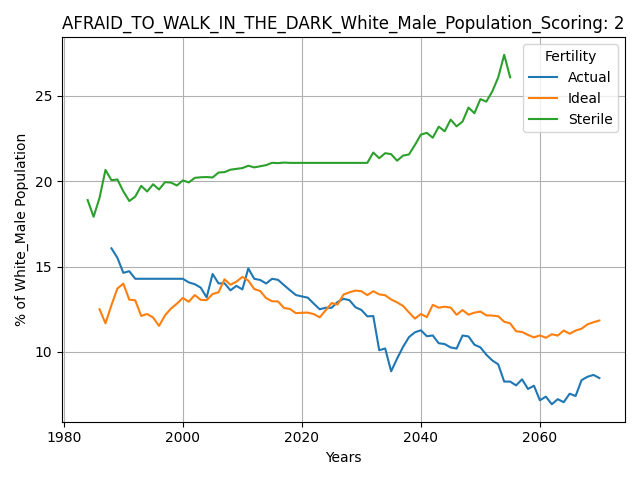 AFRAID_TO_WALK_IN_THE_DARK_White_Male_Population_Scoring: 2
Fertility
Actual
Ideal
Sterile
% of White_Male Population
25
20
15
10
1980
2000
2020
2040
2060
Years